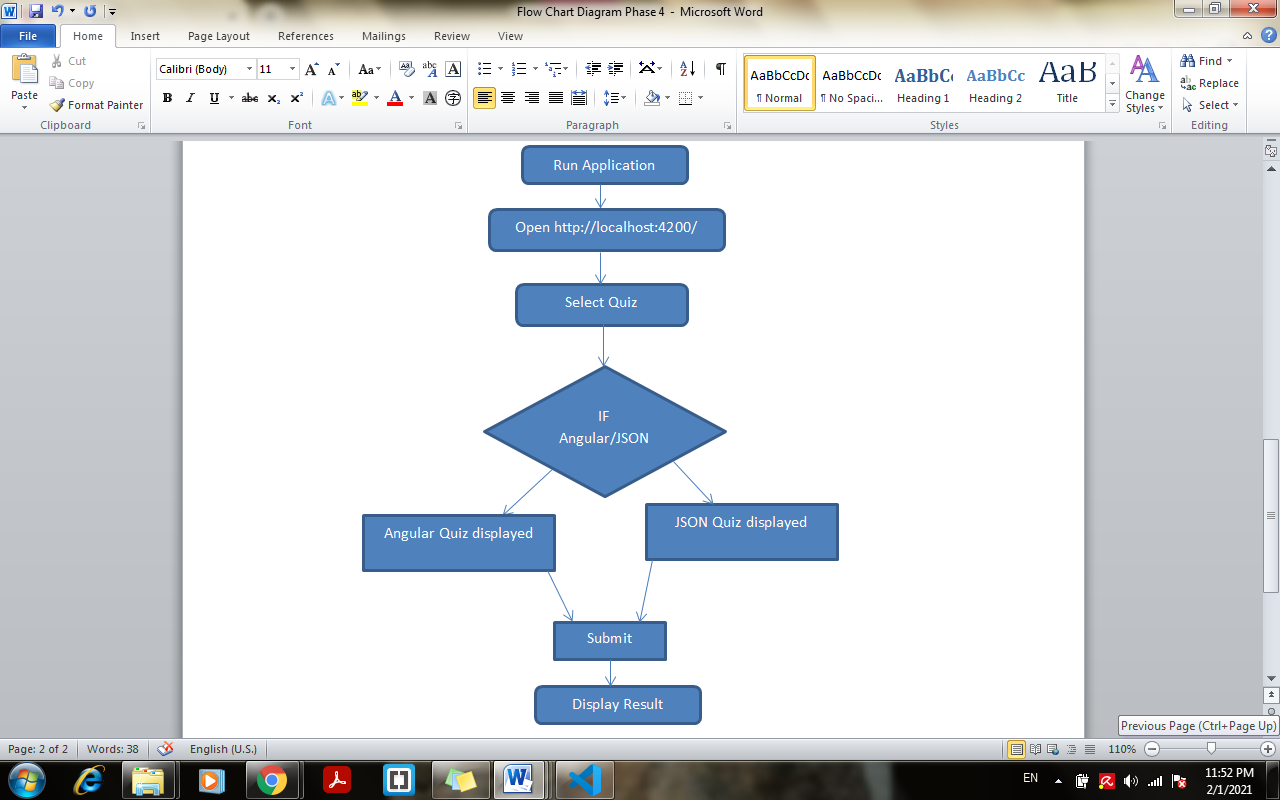 Flow Chart Diagram Phase 4 - Microsoft Word
File Home Insert Page Layout References Mailings Review View
Paste
Cut
Copy
Format Painter
Clipboard
Calibri (Body) 11
Font
Paragraph
AaBbCcDc AaBbCcDc AaBbCc AaBbCc AaB
¶ Normal ¶ No Spaci... Heading 1 Heading 2 Title
Change
Styles
Styles
Find
Replace
Select
Editing
Run Application
Open http://localhost:4200/
Select Quiz
IF
Angular/JSON
Angular Quiz displayed
JSON Quiz displayed
Submit
Display Result
Previous Page (Ctrl+Page Up)
Page: 2 of 2 Words: 38 English (U.S.) 110%
EN 11:52 PM
2/1/2021